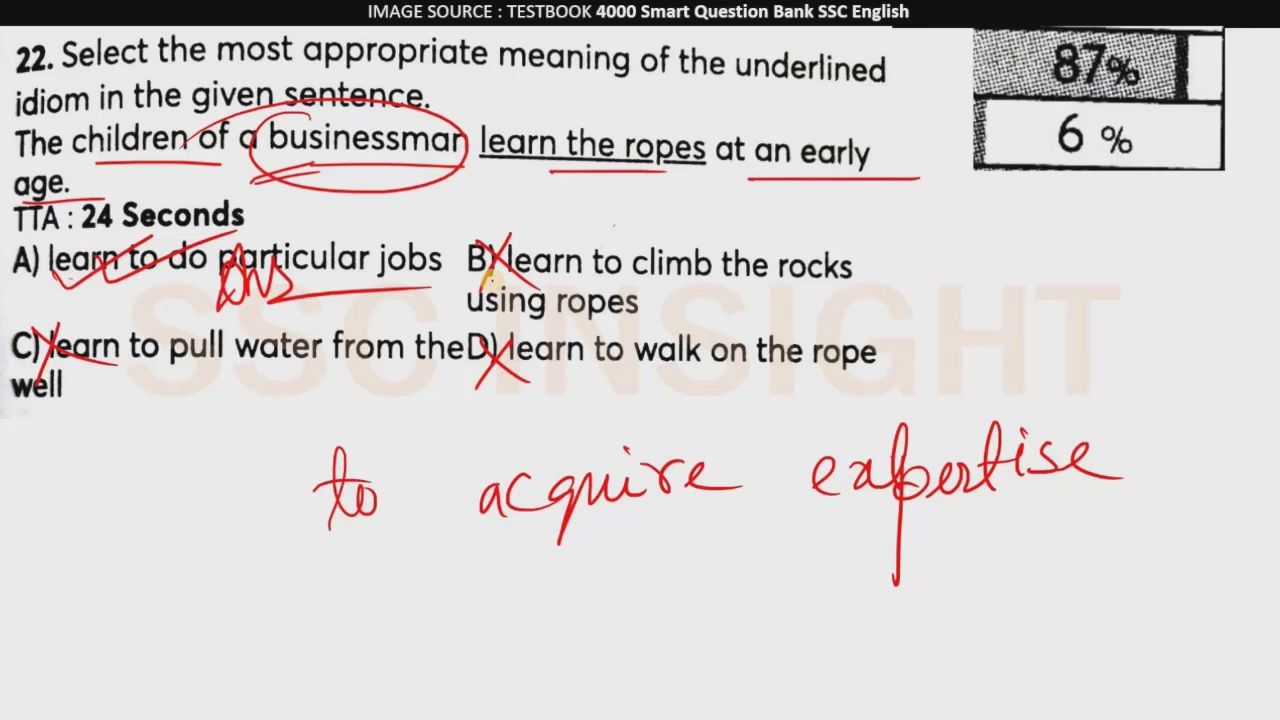 IMAGE SOURCE : TESTBOOK 4000 Smart Question Bank SSC English
22. Select the most appropriate meaning of the underlined
idiom in the given sentence.
The children of a businessman learn the ropes at an early
age.
TTA : 24 Seconds
A) learn to do particular jobs
B) learn to climb the rocks
using ropes
C) learn to pull water from the
well
D) learn to walk on the rope
87%
6 %
Ans
SSC INSIGHT
to acquire expertise